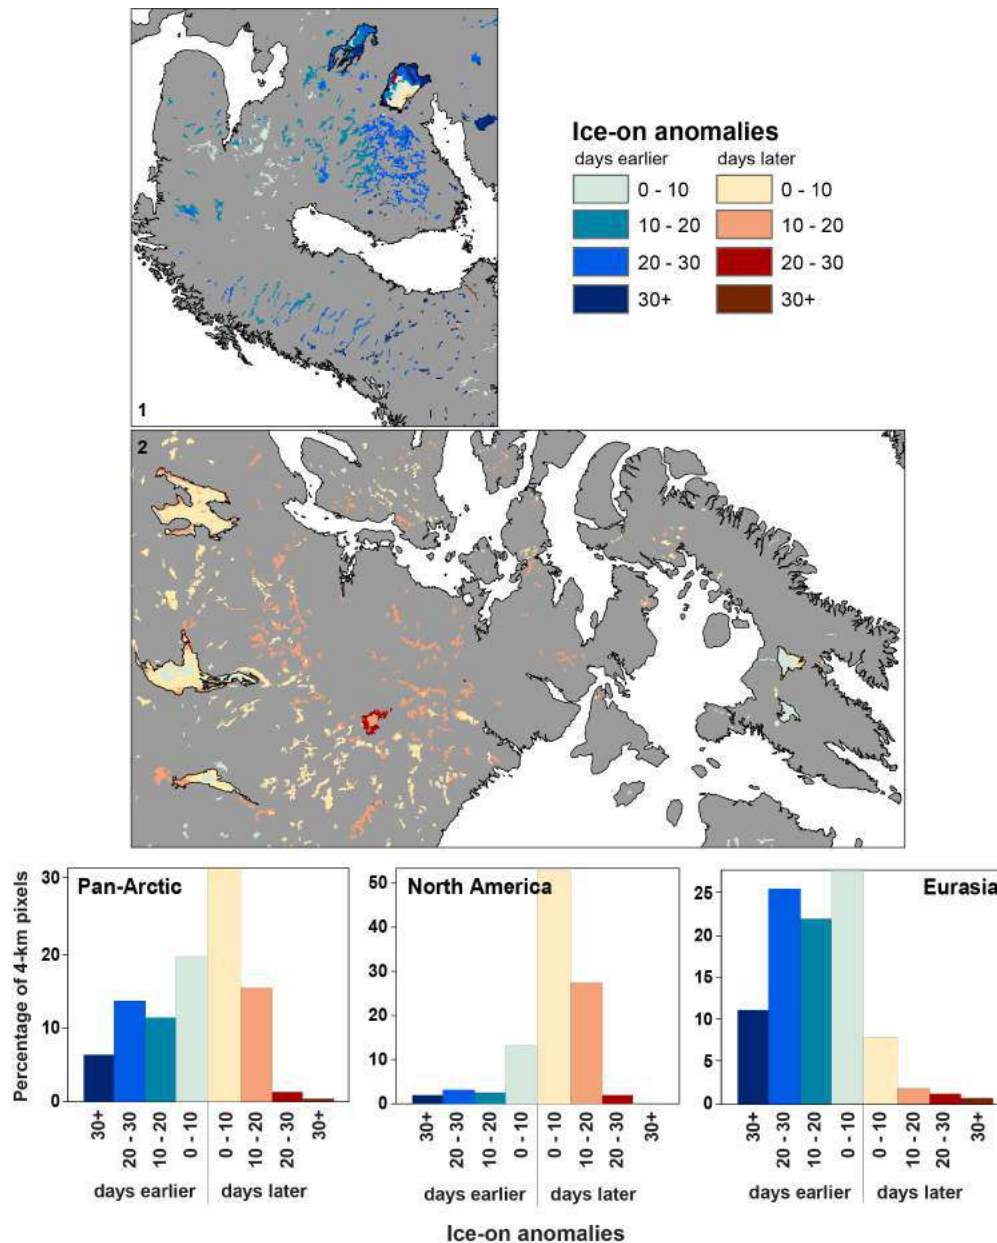 1
Ice-on anomalies
days earlier days later
0 - 10 0 - 10
10 - 20 10 - 20
20 - 30 20 - 30
30+ 30+
2
Percentage of 4-km pixels
Pan-Arctic
30
20
10
0
30+ 20 - 30 10 - 20 0 - 10 0 - 10 10 - 20 20 - 30 30+
days earlier days later
North America
50
40
30
20
10
0
30+ 20 - 30 10 - 20 0 - 10 0 - 10 10 - 20 20 - 30 30+
days earlier days later
Eurasia
25
20
15
10
5
0
30+ 20 - 30 10 - 20 0 - 10 0 - 10 10 - 20 20 - 30 30+
days earlier days later
Ice-on anomalies